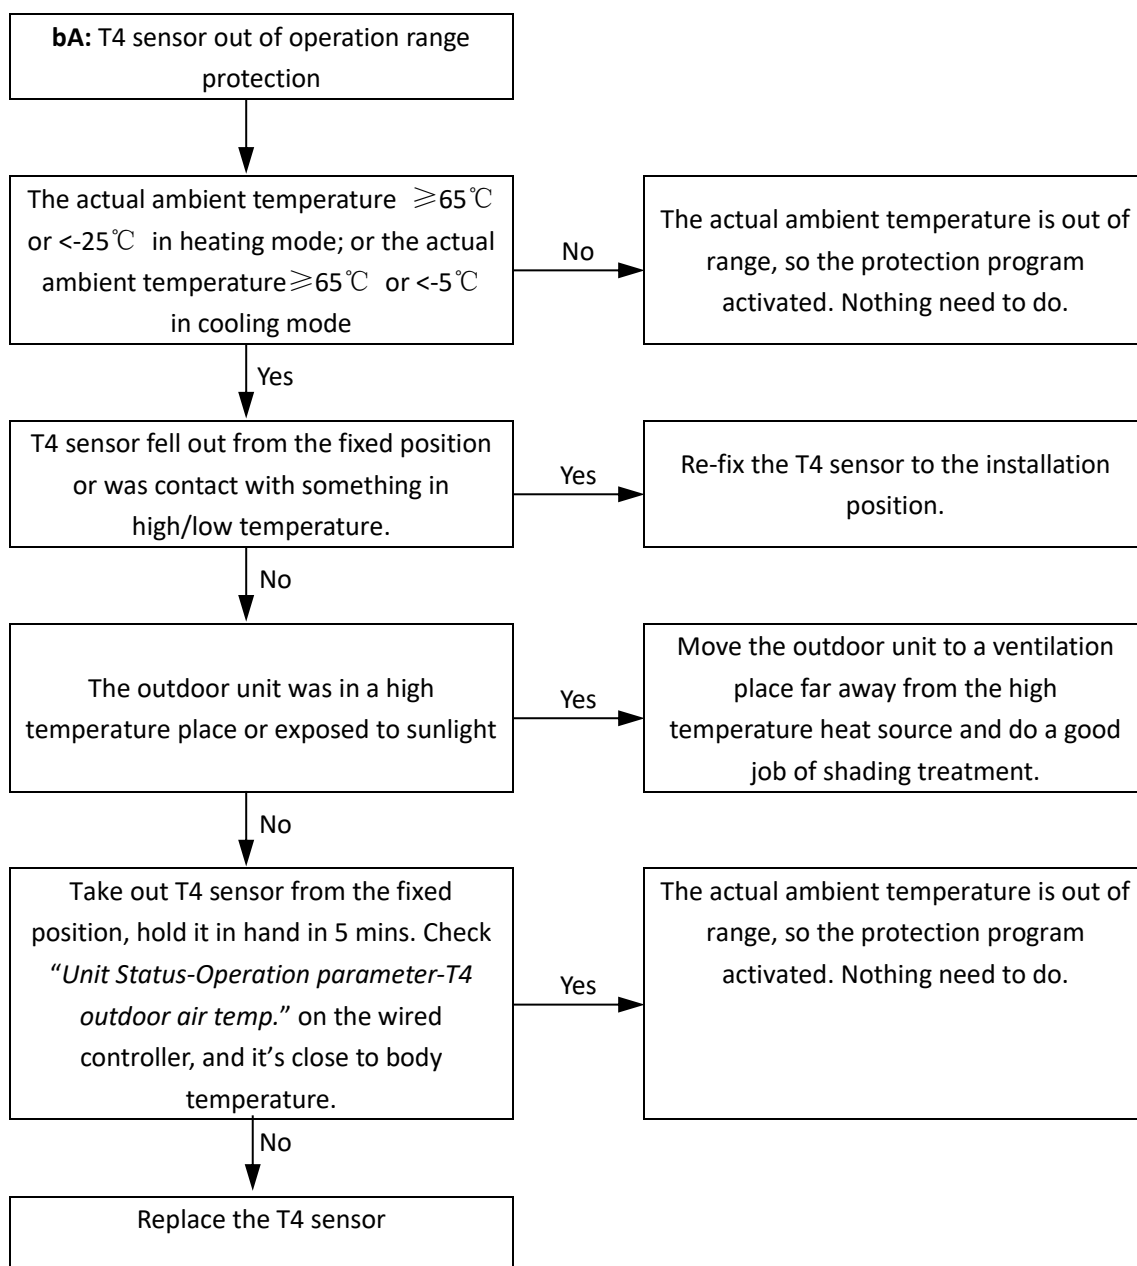 bA: T4 sensor out of operation range
protection
The actual ambient temperature ≥65℃
or <-25℃ in heating mode; or the actual
ambient temperature≥65℃ or <-5℃
in cooling mode
No
The actual ambient temperature is out of
range, so the protection program
activated. Nothing need to do.
Yes
T4 sensor fell out from the fixed position
or was contact with something in
high/low temperature.
Yes
Re-fix the T4 sensor to the installation
position.
No
The outdoor unit was in a high
temperature place or exposed to sunlight
Yes
Move the outdoor unit to a ventilation
place far away from the high
temperature heat source and do a good
job of shading treatment.
No
Take out T4 sensor from the fixed
position, hold it in hand in 5 mins. Check
“Unit Status-Operation parameter-T4
outdoor air temp.” on the wired
controller, and it’s close to body
temperature.
Yes
The actual ambient temperature is out of
range, so the protection program
activated. Nothing need to do.
No
Replace the T4 sensor